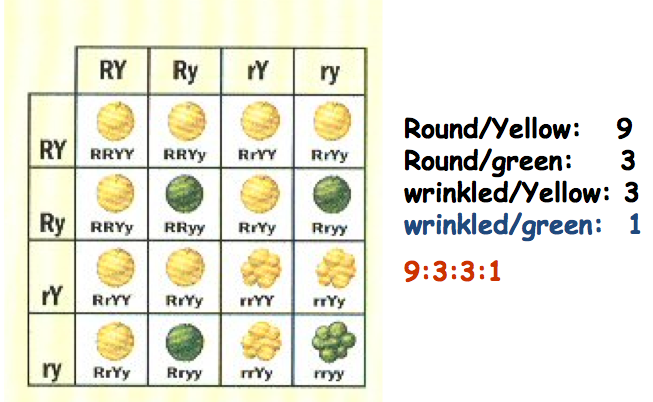 RY Ry rY ry
RY RRYY RRYy RrYY RrYy
Ry RRYy RRyy RrYy Rryy
rY RrYY RrYy rrYY rrYy
ry RrYy Rryy rrYy rryy
Round/Yellow: 9
Round/green: 3
wrinkled/Yellow: 3
wrinkled/green: 1
9:3:3:1